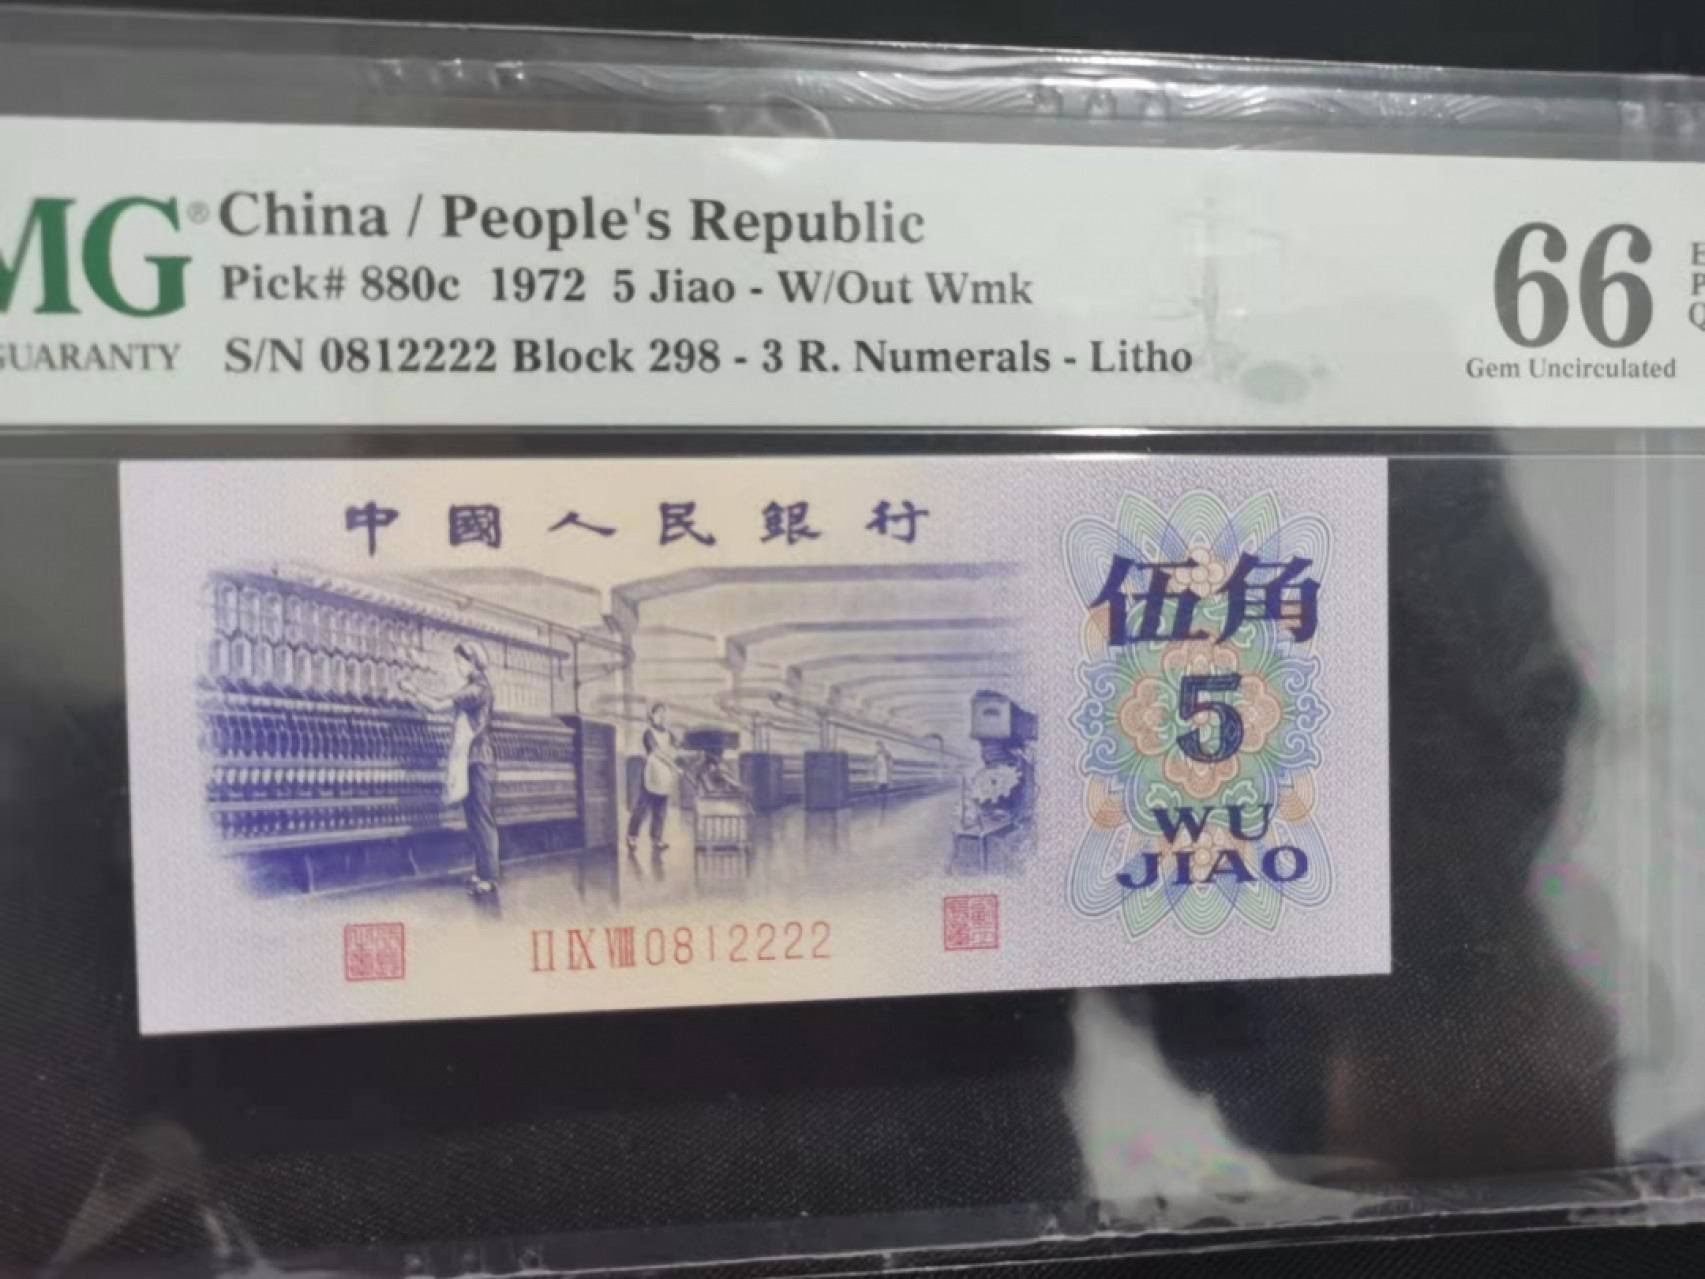 MG® China / People's Republic
Pick# 880c 1972 5 Jiao - W/Out Wmk
GUARANTY S/N 0812222 Block 298 - 3 R. Numerals - Litho
66 E
P
Q
Gem Uncirculated
中國人民銀行
伍角
5
WU
JIAO
II IX VIII 0812222